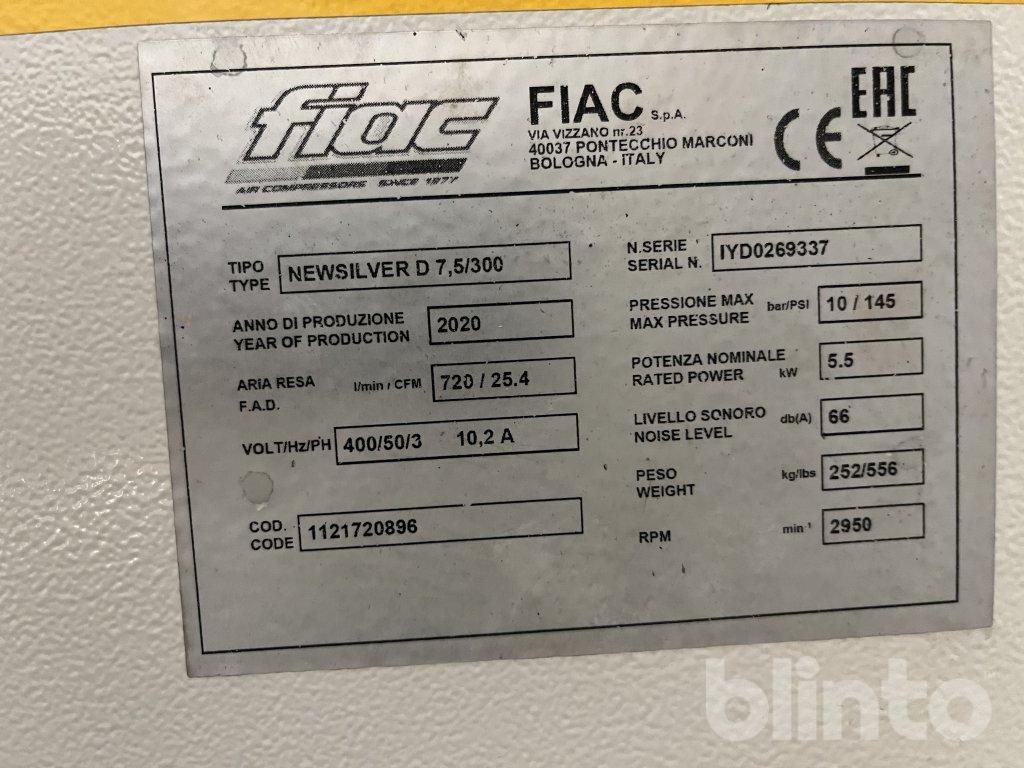 fiac
AIR COMPRESSORS SINCE 1977
FIAC S.p.A.
VIA VIZZANO nr.23
40037 PONTECCHIO MARCONI
BOLOGNA - ITALY
CE
EAC
TIPO
TYPE
NEWSILVER D 7,5/300
ANNO DI PRODUZIONE
YEAR OF PRODUCTION
2020
ARIA RESA
F.A.D.
l/min / CFM
720 / 25.4
VOLT/Hz/PH
400/50/3 10,2 A
COD.
CODE
1121720896
N.SERIE
SERIAL N.
IYD0269337
PRESSIONE MAX
MAX PRESSURE
bar/PSI
10 / 145
POTENZA NOMINALE
RATED POWER
kW
5.5
LIVELLO SONORO
NOISE LEVEL
db(A)
66
PESO
WEIGHT
kg/lbs
252/556
RPM
min⁻¹
2950
blinto